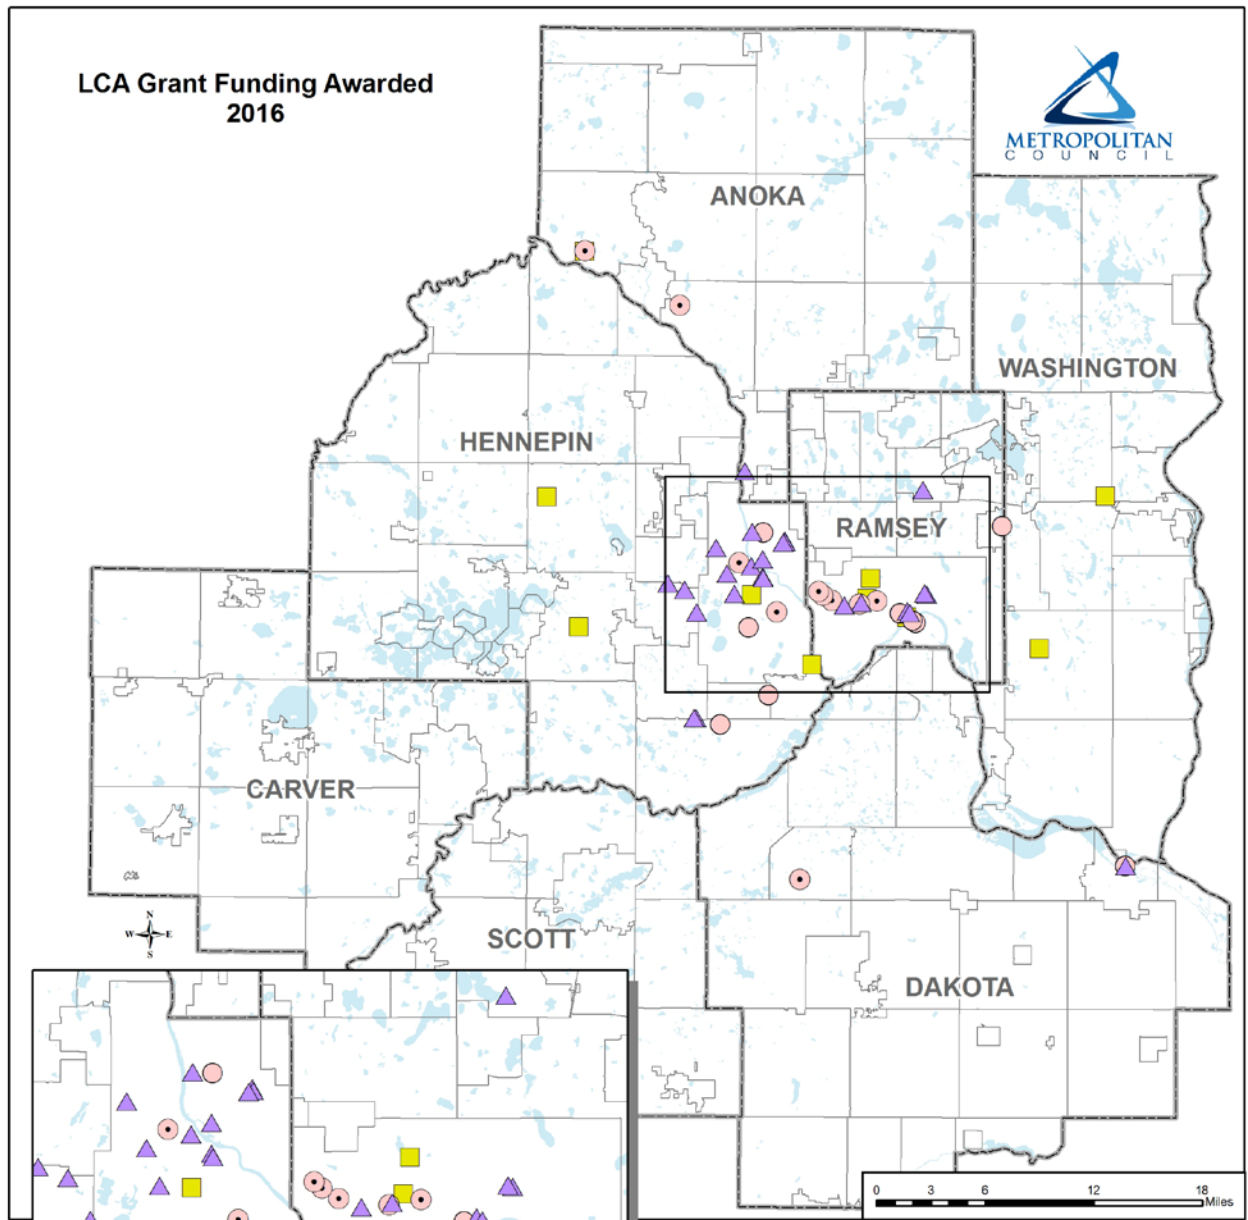 LCA Grant Funding Awarded
2016
METROPOLITAN
COUNCIL
ANOKA
WASHINGTON
HENNEPIN
RAMSEY
CARVER
SCOTT
DAKOTA
N
W E
S
0 3 6 12 18
Miles